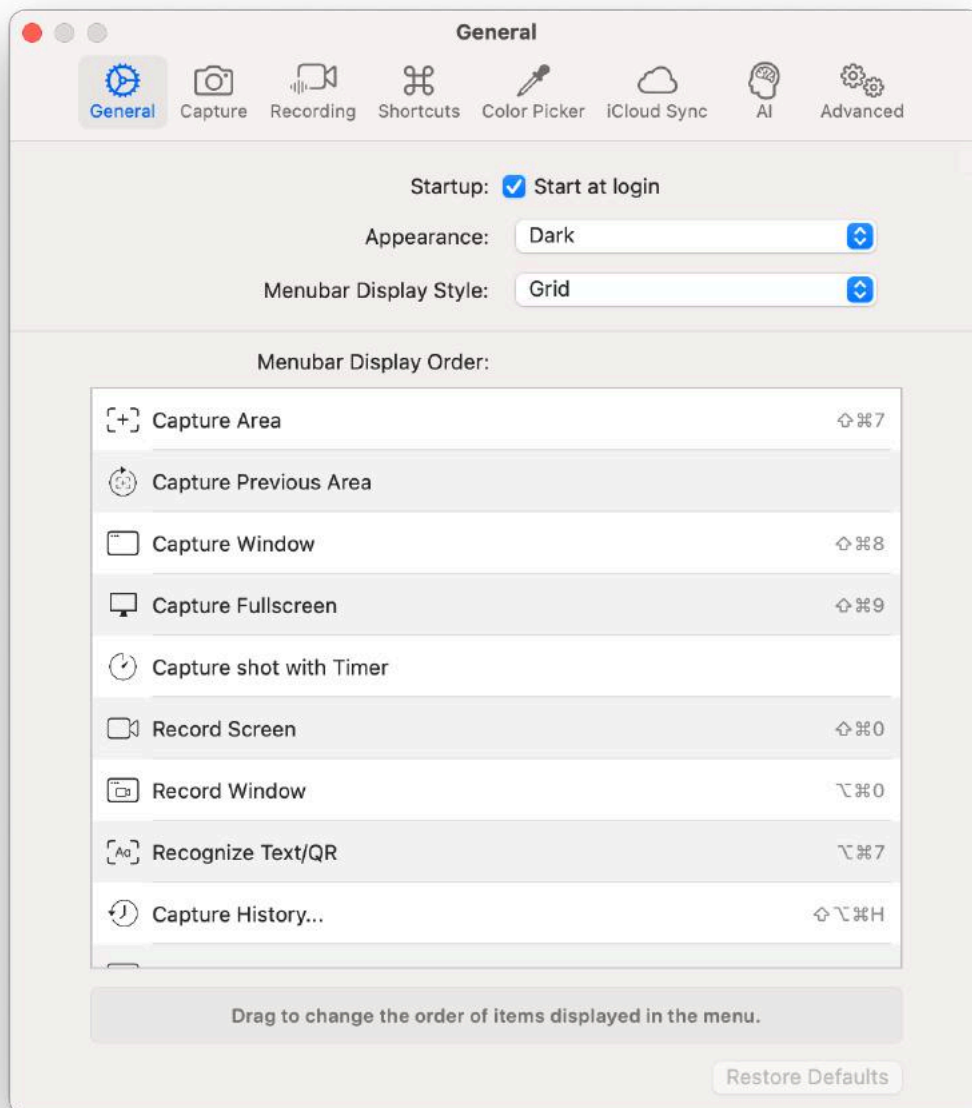 General
General Capture Recording Shortcuts Color Picker iCloud Sync AI Advanced
Startup: Start at login
Appearance: Dark
Menubar Display Style: Grid
Menubar Display Order:
Capture Area ⇧⌘7
Capture Previous Area
Capture Window ⇧⌘8
Capture Fullscreen ⇧⌘9
Capture shot with Timer
Record Screen ⇧⌘0
Record Window ⌥⌘0
Aa Recognize Text/QR ⌥⌘7
Capture History... ⇧⌥⌘H
Drag to change the order of items displayed in the menu.
Restore Defaults